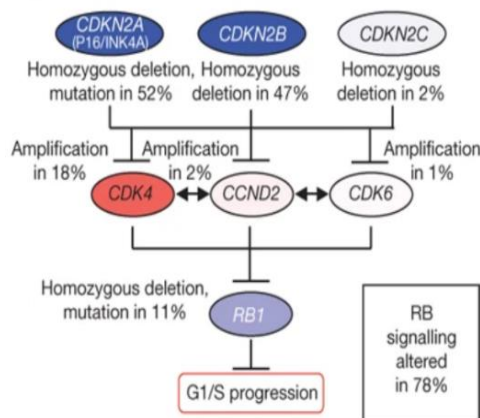 CDKN2A
(P16/INK4A)
CDKN2B
CDKN2C
Homozygous deletion,
mutation in 52%
Homozygous
deletion in 47%
Homozygous
deletion in 2%
Amplification
in 18%
Amplification
in 2%
Amplification
in 1%
CDK4
CCND2
CDK6
Homozygous deletion,
mutation in 11%
RB1
RB
signalling
altered
in 78%
G1/S progression